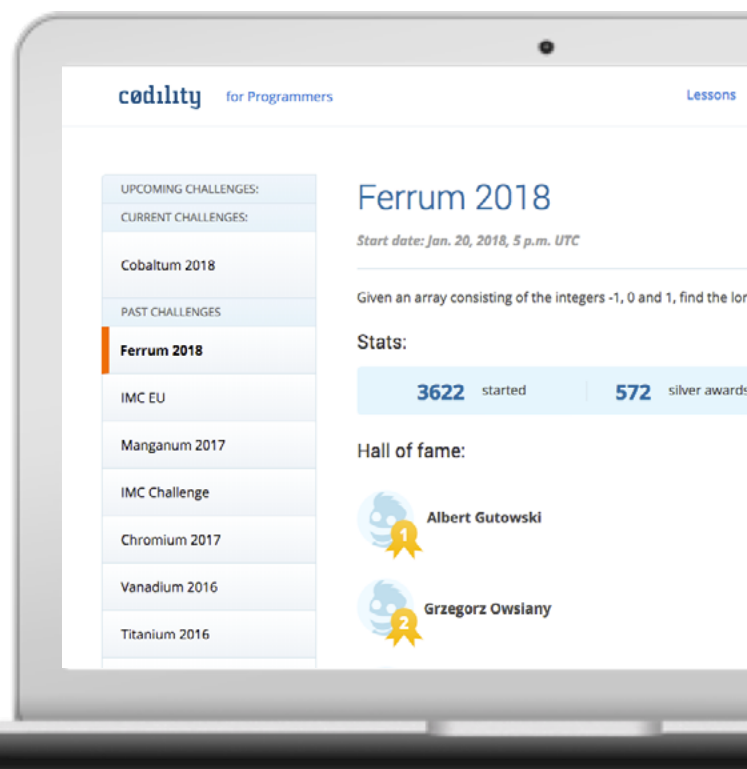 cødılıty for Programmers Lessons
UPCOMING CHALLENGES:
CURRENT CHALLENGES:
Cobaltum 2018
PAST CHALLENGES
Ferrum 2018
IMC EU
Manganum 2017
IMC Challenge
Chromium 2017
Vanadium 2016
Titanium 2016
Ferrum 2018
Start date: Jan. 20, 2018, 5 p.m. UTC
Given an array consisting of the integers -1, 0 and 1, find the
Stats:
3622 started 572 silver awards
Hall of fame:
1 Albert Gutowski
2 Grzegorz Owsiany